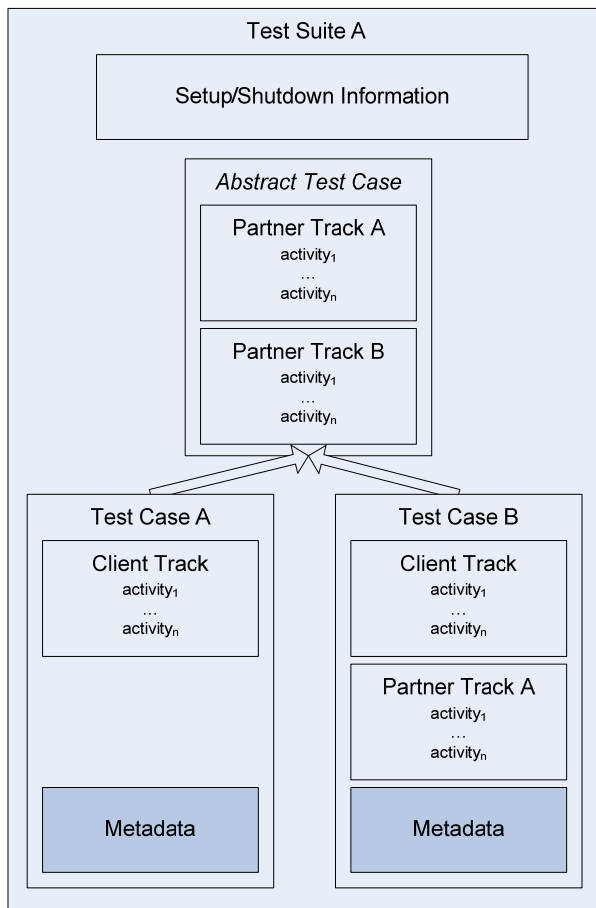 Test Suite A
Setup/Shutdown Information
Abstract Test Case
Partner Track A
activity₁
...
activityₙ
Partner Track B
activity₁
...
activityₙ
Test Case A
Client Track
activity₁
...
activityₙ
Metadata
Test Case B
Client Track
activity₁
...
activityₙ
Partner Track A
activity₁
...
activityₙ
Metadata